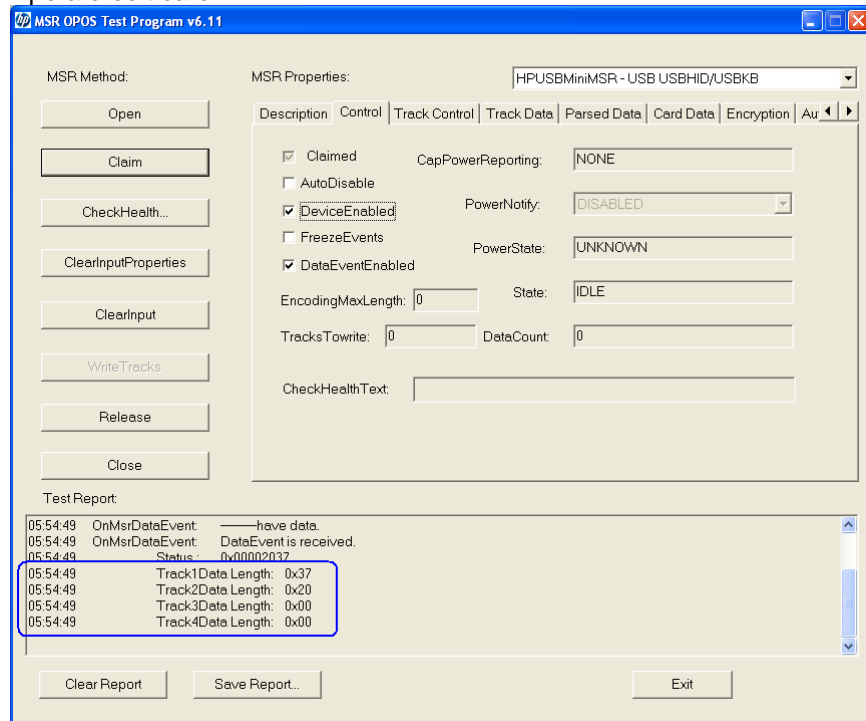 MSR OPOS Test Program v6.11
MSR Method:
MSR Properties:
HPUSBMiniMSR - USB USBHID/USBKB
Open
Claim
CheckHealth...
ClearInputProperties
ClearInput
WriteTracks
Release
Close
Description Control Track Control Track Data Parsed Data Card Data Encryption Au
Claimed
AutoDisable
DeviceEnabled
FreezeEvents
DataEventEnabled
CapPowerReporting: NONE
PowerNotify: DISABLED
PowerState: UNKNOWN
EncodingMaxLength: 0
State: IDLE
TracksTowrite: 0
DataCount: 0
CheckHealthText:
Test Report:
05:54:49 OnMsrDataEvent: ———have data.
05:54:49 OnMsrDataEvent: DataEvent is received.
05:54:49 Status : 0x00002037
05:54:49 Track1Data Length: 0x37
05:54:49 Track2Data Length: 0x20
05:54:49 Track3Data Length: 0x00
05:54:49 Track4Data Length: 0x00
Clear Report
Save Report...
Exit